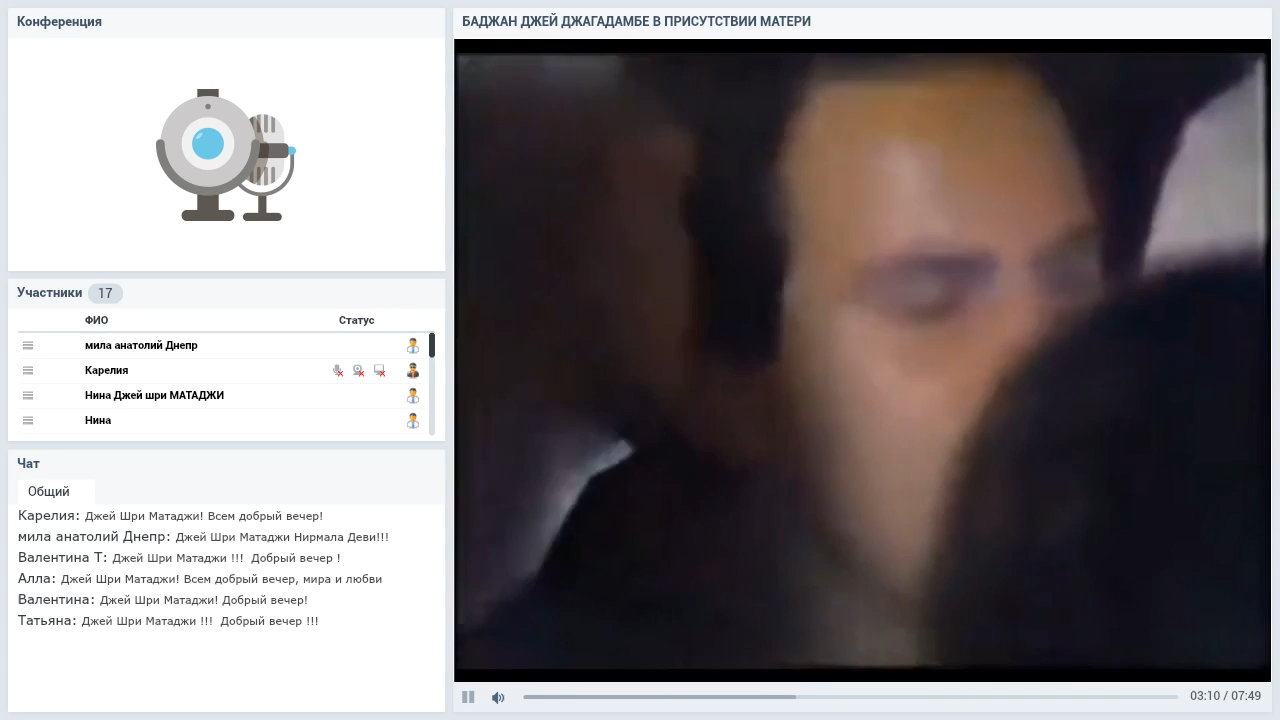 Конференция
БАДЖАН ДЖЕЙ ДЖАГАДАМБЕ В ПРИСУТСТВИИ МАТЕРИ
Участники 17
ФИО Статус
мила анатолий Днепр
Карелия
Нина Джей шри МАТАДЖИ
Нина
Чат
Общий
Карелия: Джей Шри Матаджи! Всем добрый вечер!
мила анатолий Днепр: Джей Шри Матаджи Нирмала Деви!!!
Валентина Т: Джей Шри Матаджи !!! Добрый вечер !
Алла: Джей Шри Матаджи! Всем добрый вечер, мира и любви
Валентина: Джей Шри Матаджи! Добрый вечер!
Татьяна: Джей Шри Матаджи !!! Добрый вечер !!!
03:10 / 07:49